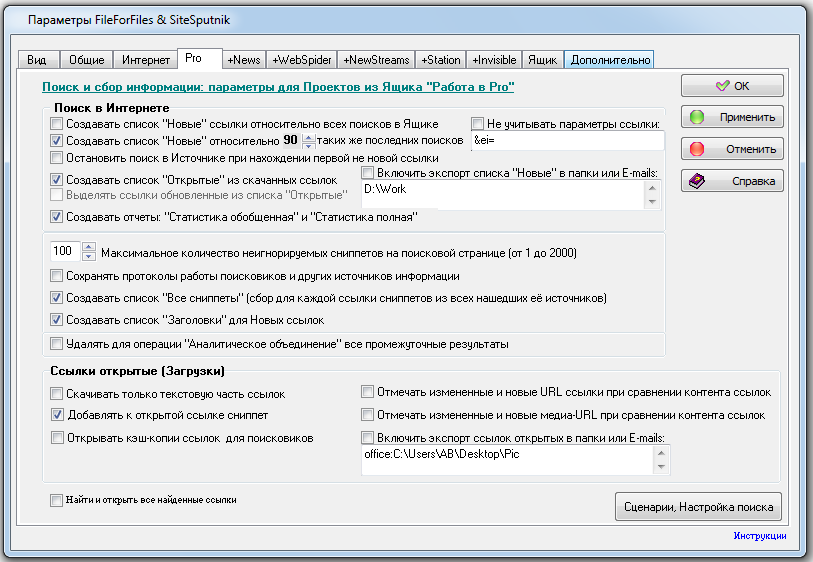 Параметры FileForFiles & SiteSputnik
Вид Общие Интернет Pro +News +WebSpider +NewStreams +Station +Invisible Ящик Дополнительно
Поиск и сбор информации: параметры для Проектов из Ящика "Работа в Pro"
OK
Применить
Отменить
Справка
Поиск в Интернете
Создавать список "Новые" ссылки относительно всех поисков в Ящике
Не учитывать параметры ссылки:
Создавать список "Новые" относительно 90 таких же последних поисков
&ei=
Остановить поиск в Источнике при нахождении первой не новой ссылки
Создавать список "Открытые" из скачанных ссылок
Включить экспорт списка "Новые" в папки или E-mails:
Выделять ссылки обновленные из списка "Открытые"
D:\Work
Создавать отчеты: "Статистика обобщенная" и "Статистика полная"
100 Максимальное количество неигнорируемых сниппетов на поисковой странице (от 1 до 2000)
Сохранять протоколы работы поисковиков и других источников информации
Создавать список "Все сниппеты" (сбор для каждой ссылки сниппетов из всех нашедших её источников)
Создавать список "Заголовки" для Новых ссылок
Удалять для операции "Аналитическое объединение" все промежуточные результаты
Ссылки открытые (Загрузки)
Скачивать только текстовую часть ссылок
Отмечать измененные и новые URL ссылки при сравнении контента ссылок
Добавлять к открытой ссылке сниппет
Отмечать измененные и новые медиа-URL при сравнении контента ссылок
Открывать кэш-копии ссылок для поисковиков
Включить экспорт ссылок открытых в папки или E-mails:
office:C:\Users\AB\Desktop\Pic
Найти и открыть все найденные ссылки
Сценарии, Настройка поиска
Инструкции